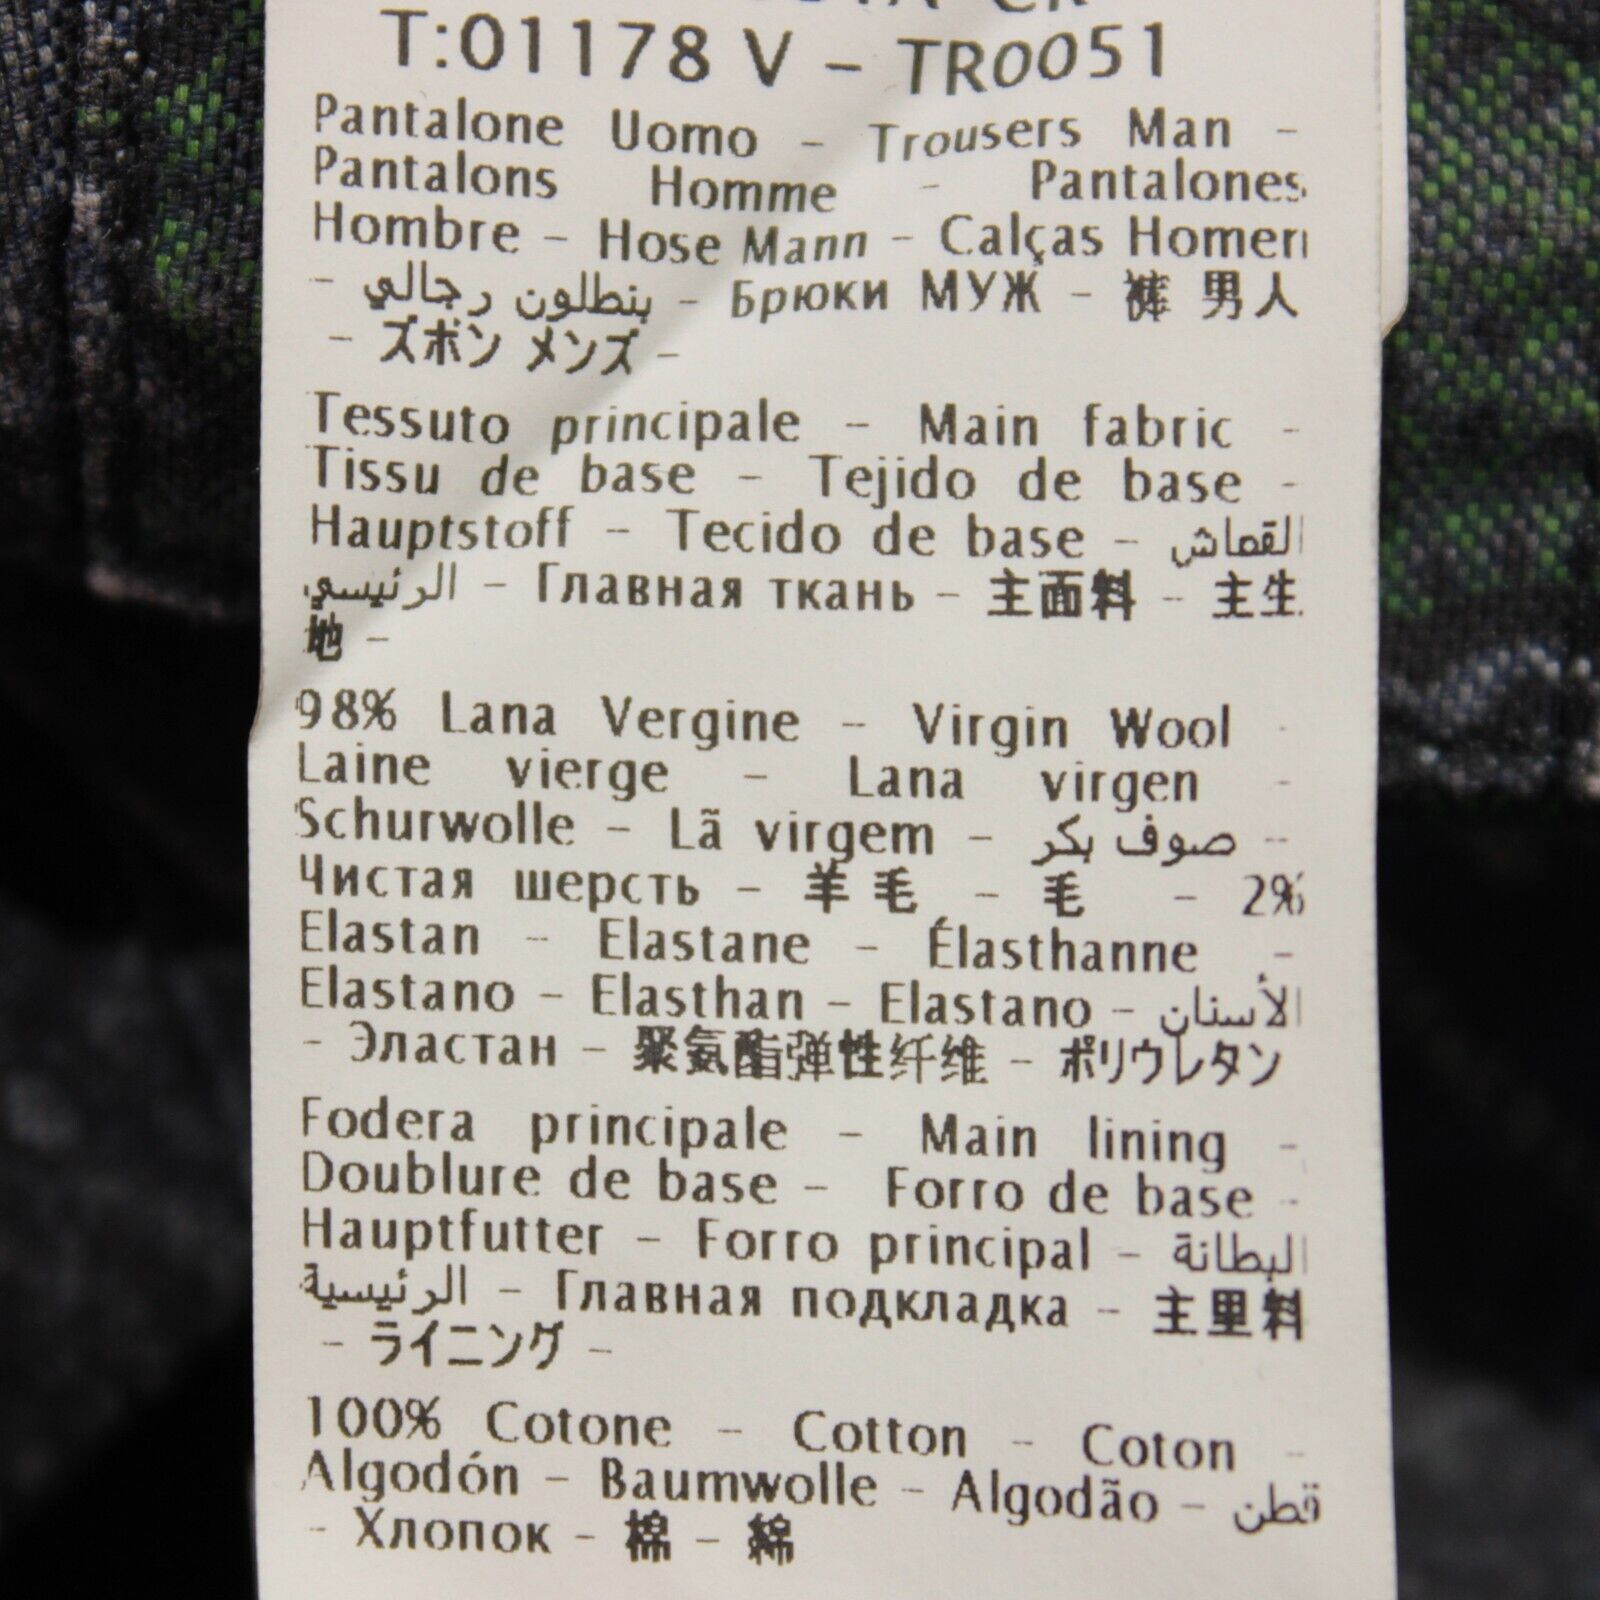 T:01178 V - TR0051
Pantalone Uomo - Trousers Man -
Pantalons Homme - Pantalones
Hombre - Hose Mann - Calças Homem
- بنطلون رجالي - Брюки МУЖ - 裤 男人
- ズボン メンズ -
Tessuto principale - Main fabric -
Tissu de base - Tejido de base -
Hauptstoff - Tecido de base - القماش
الرئيسي - Главная ткань - 主面料 - 主生
地 -
98% Lana Vergine - Virgin Wool -
Laine vierge - Lana virgen -
Schurwolle - Lã virgem - صوف بكر -
Чистая шерсть - 羊毛 - 毛 - 2%
Elastan - Elastane - Élasthanne -
Elastano - Elasthan - Elastano - الأسنان
- Эластан - 聚氨酯弹性纤维 - ポリウレタン
Fodera principale - Main lining -
Doublure de base - Forro de base -
Hauptfutter - Forro principal - البطانة
الرئيسية - Главная подкладка - 主里料
- ライニング -
100% Cotone - Cotton - Coton -
Algodón - Baumwolle - Algodão - قطن
- Хлопок - 棉 - 綿